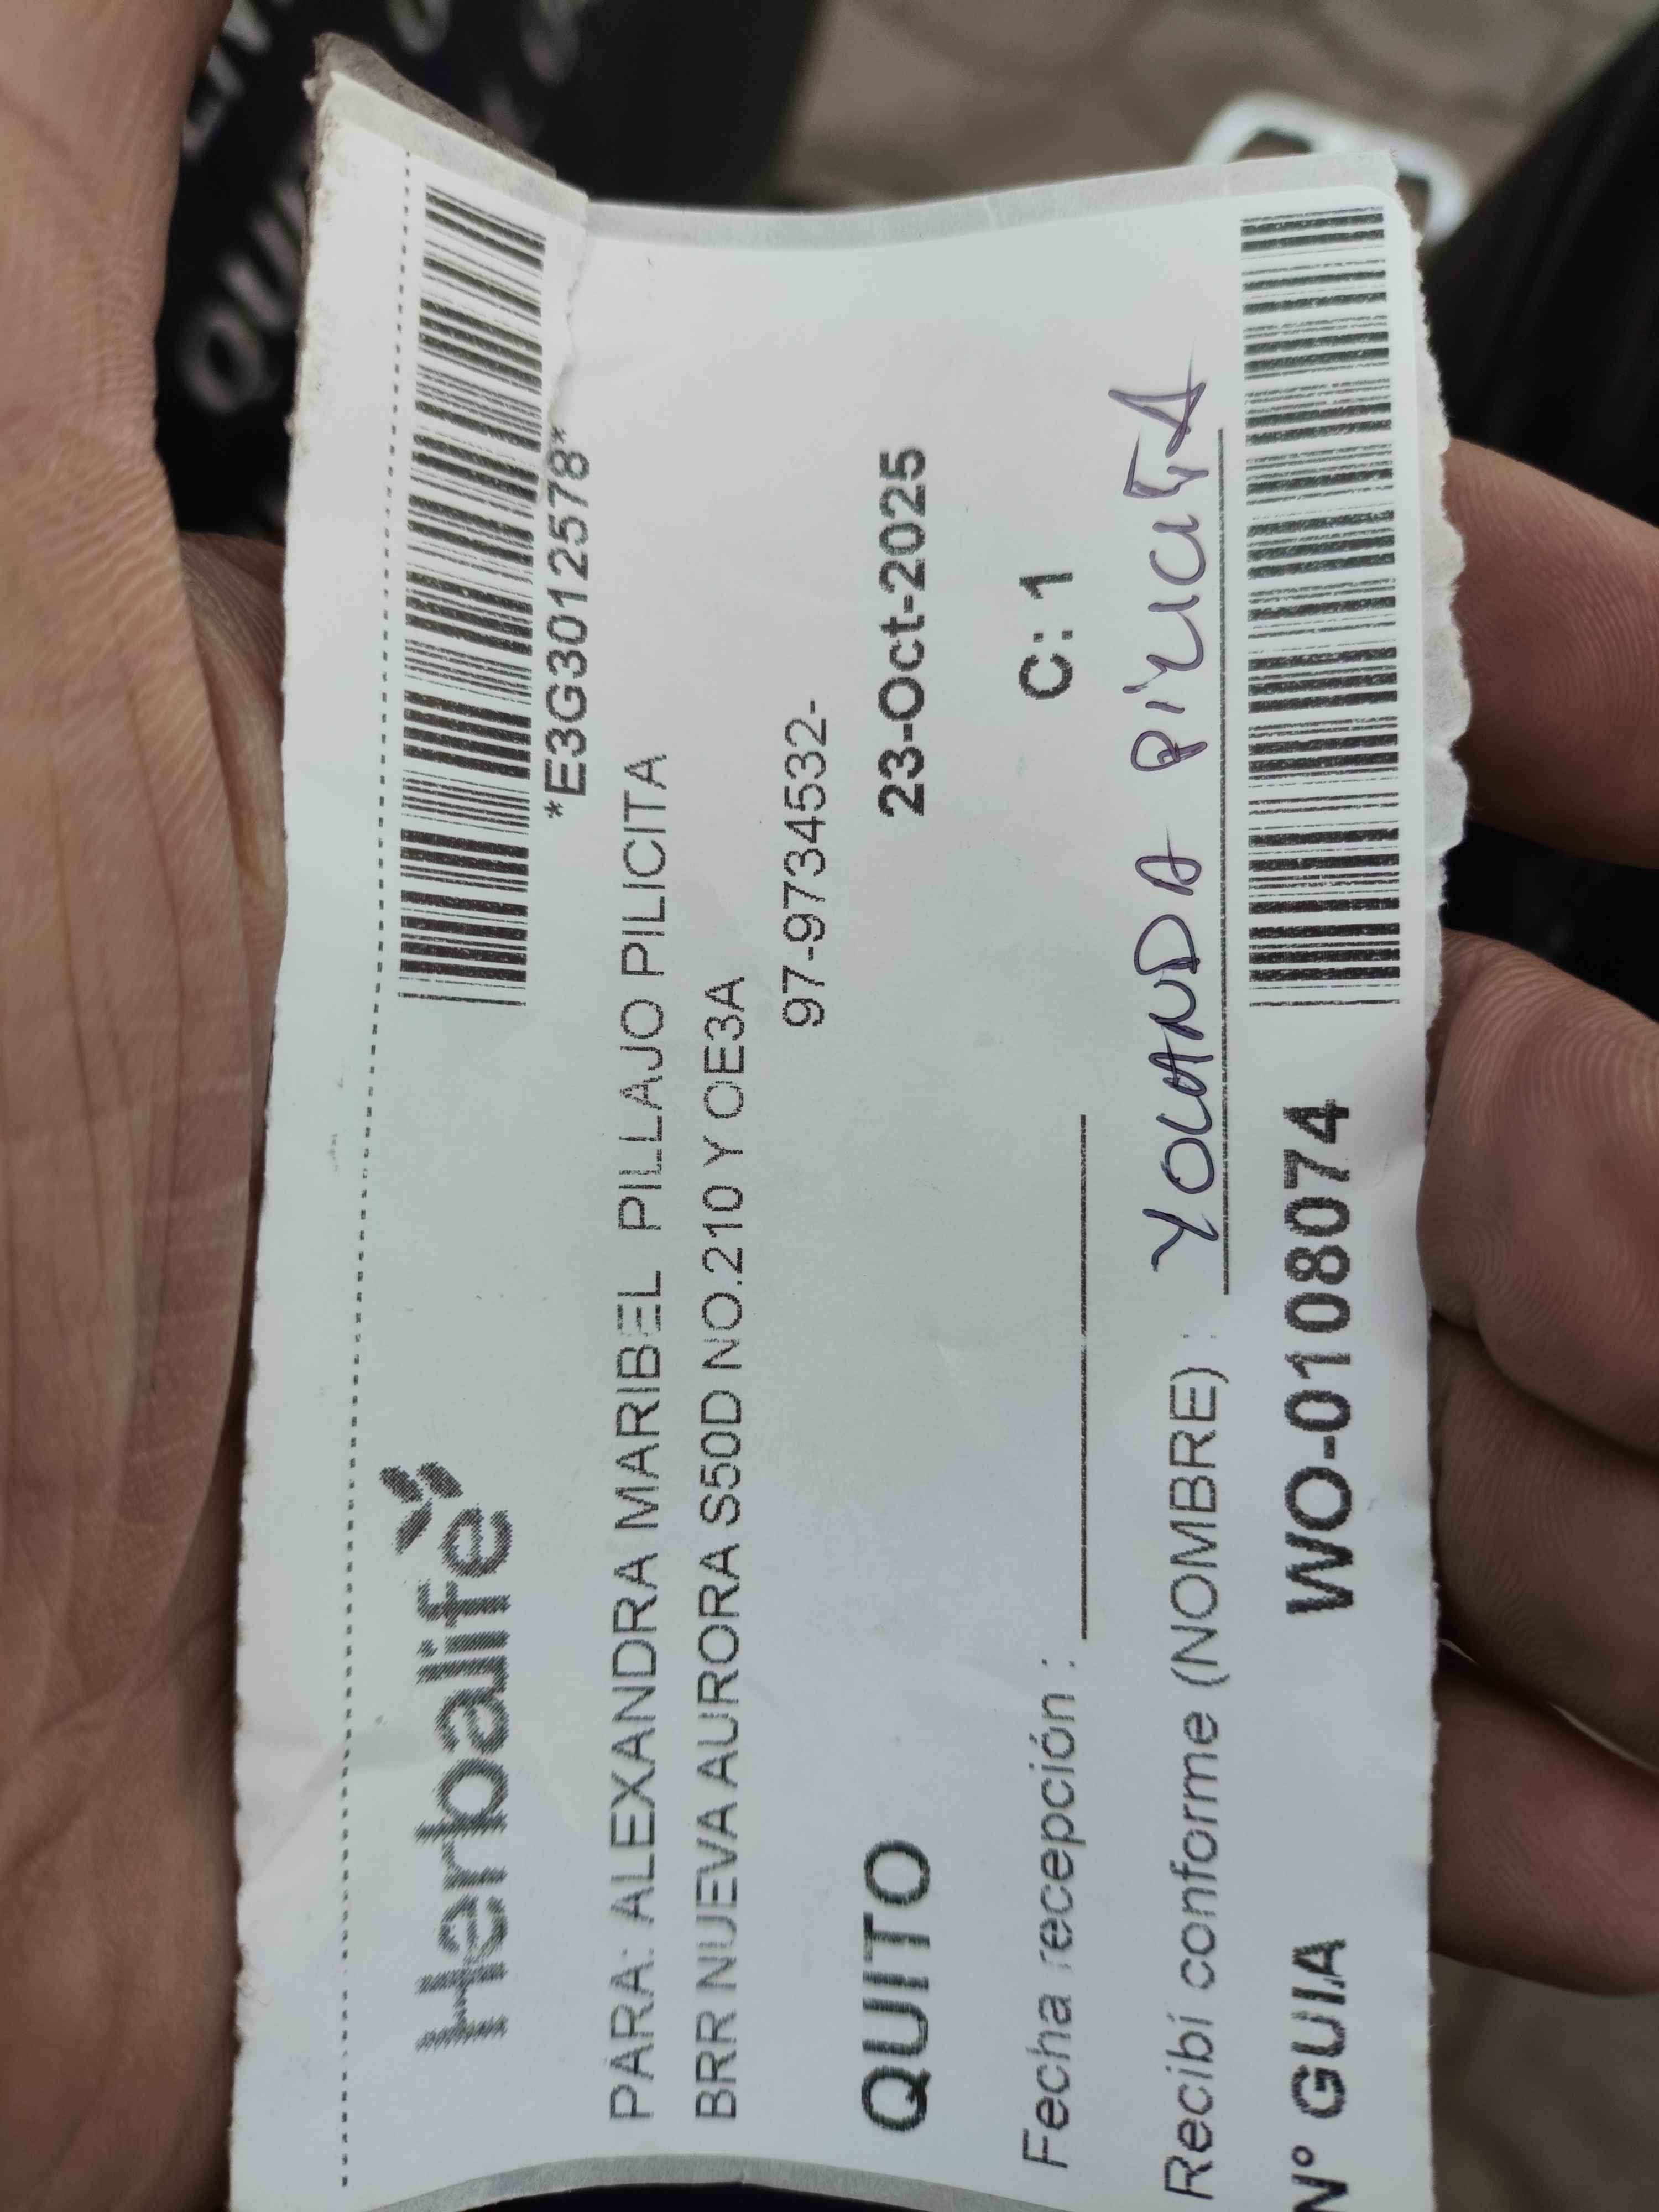 Herbalife
*E3G3012578*
PARA: ALEXANDRA MARIBEL PILLAJO PILICITA
BRR NUEVA AURORA S50D NO.210 Y OE3A
97-9734532-
QUITO 23-Oct-2025
C: 1
Fecha recepción :
Recibí conforme (NOMBRE) : YOLANDA PILICITA
N° GUIA WO-0108074